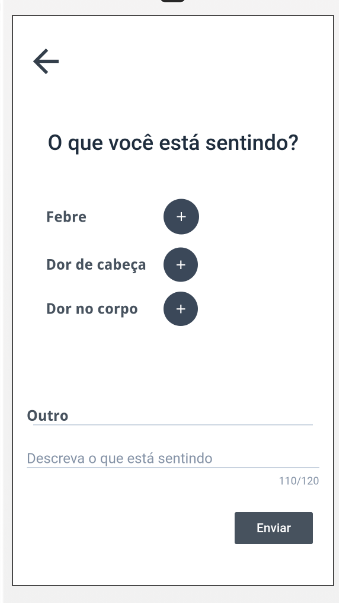 O que você está sentindo?
Febre +
Dor de cabeça +
Dor no corpo +
Outro
Descreva o que está sentindo
110/120
Enviar